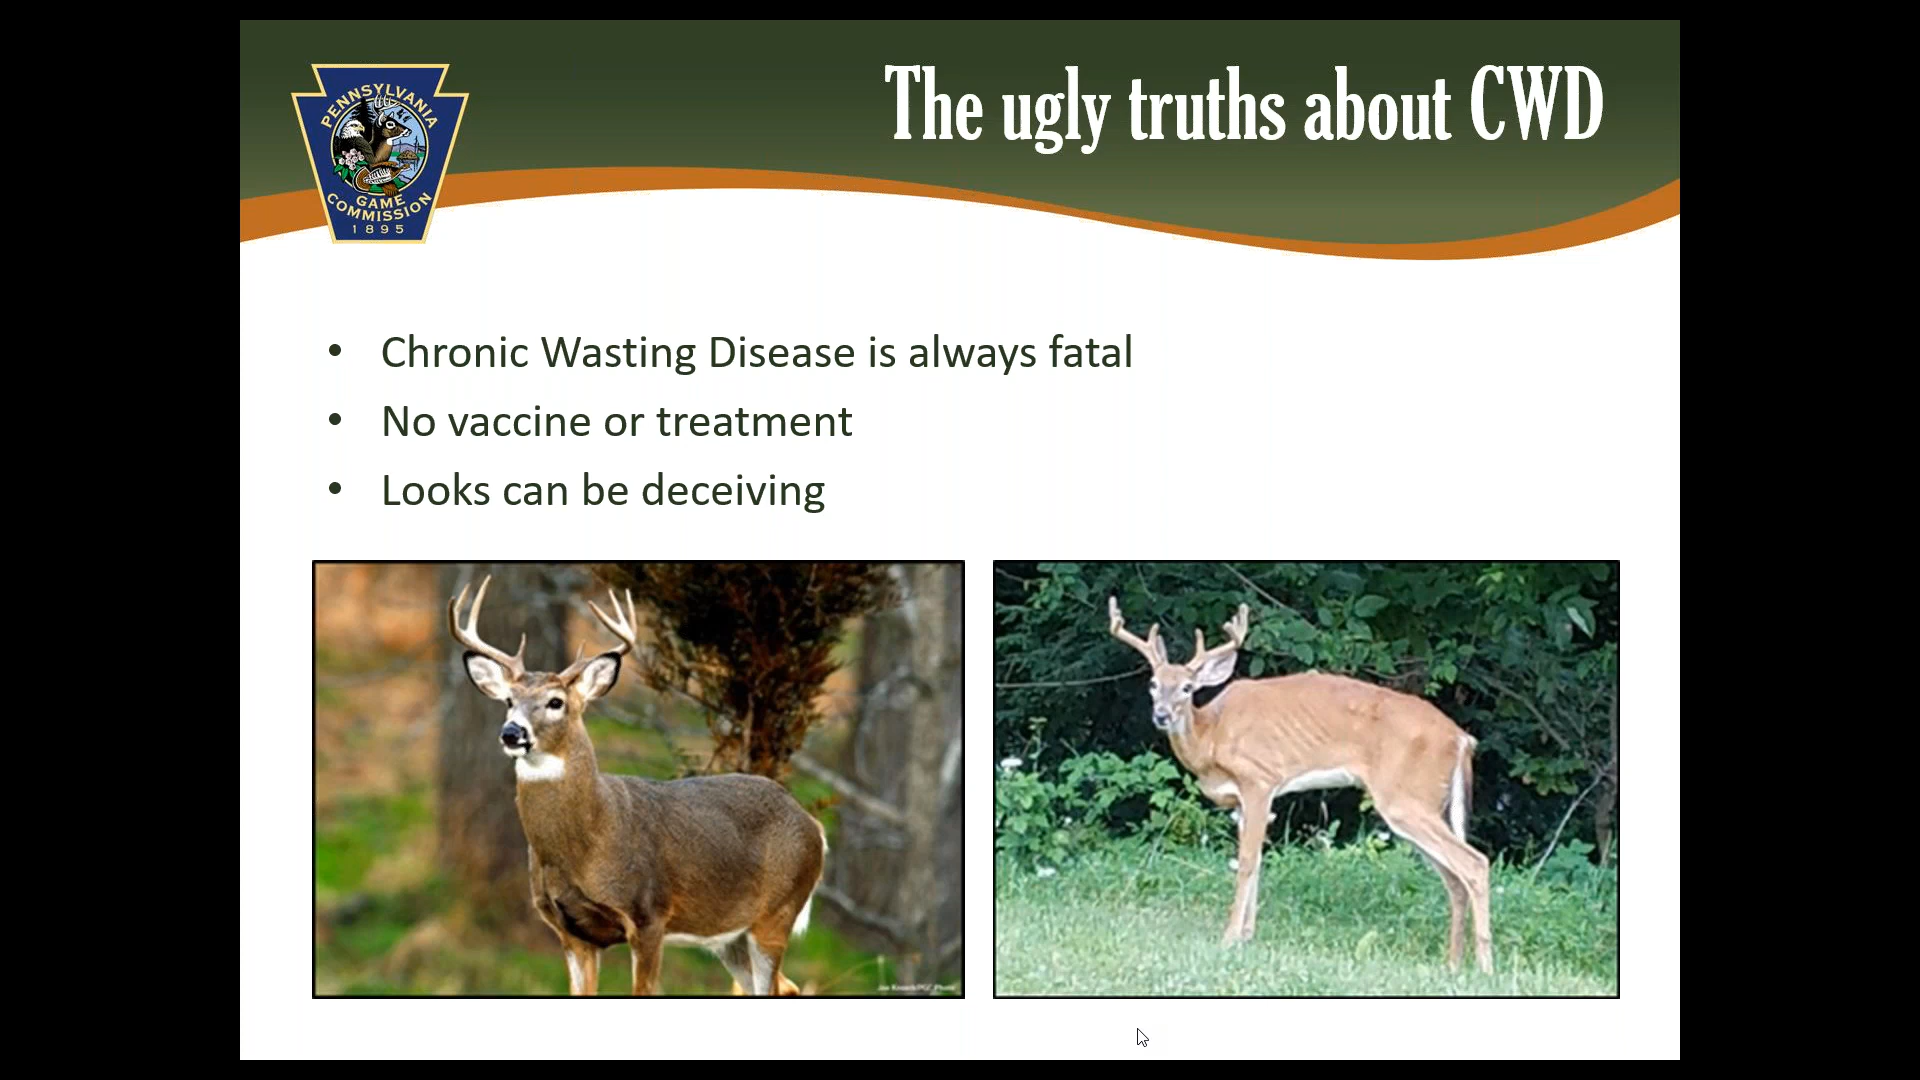 PENNSYLVANIA
GAME
COMMISSION
1895
The ugly truths about CWD
• Chronic Wasting Disease is always fatal
• No vaccine or treatment
• Looks can be deceiving